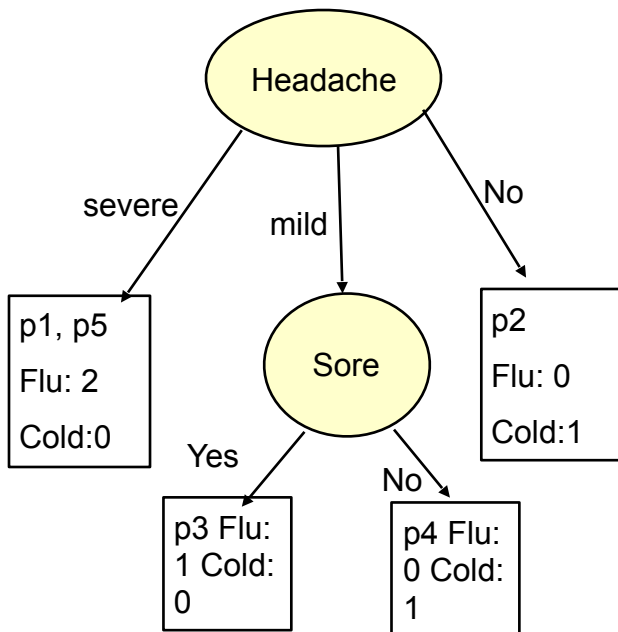 Headache
severe
mild
No
p1, p5
Flu: 2
Cold:0
Sore
p2
Flu: 0
Cold:1
Yes
No
p3 Flu:
1 Cold:
0
p4 Flu:
0 Cold:
1